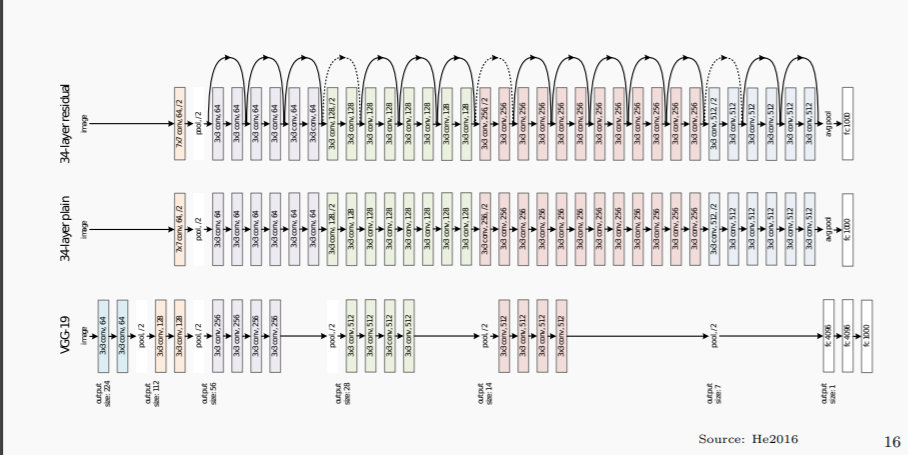 34-layer residual
image
7x7 conv, 64, /2
pool, /2
3x3 conv, 64
3x3 conv, 64
3x3 conv, 64
3x3 conv, 64
3x3 conv, 64
3x3 conv, 64
3x3 conv, 128, /2
3x3 conv, 128
3x3 conv, 128
3x3 conv, 128
3x3 conv, 128
3x3 conv, 128
3x3 conv, 128
3x3 conv, 128
3x3 conv, 256, /2
3x3 conv, 256
3x3 conv, 256
3x3 conv, 256
3x3 conv, 256
3x3 conv, 256
3x3 conv, 256
3x3 conv, 256
3x3 conv, 256
3x3 conv, 256
3x3 conv, 256
3x3 conv, 256
3x3 conv, 512, /2
3x3 conv, 512
3x3 conv, 512
3x3 conv, 512
3x3 conv, 512
3x3 conv, 512
avg pool
fc 1000
34-layer plain
image
7x7 conv, 64, /2
pool, /2
3x3 conv, 64
3x3 conv, 64
3x3 conv, 64
3x3 conv, 64
3x3 conv, 64
3x3 conv, 64
3x3 conv, 128, /2
3x3 conv, 128
3x3 conv, 128
3x3 conv, 128
3x3 conv, 128
3x3 conv, 128
3x3 conv, 128
3x3 conv, 128
3x3 conv, 256, /2
3x3 conv, 256
3x3 conv, 256
3x3 conv, 256
3x3 conv, 256
3x3 conv, 256
3x3 conv, 256
3x3 conv, 256
3x3 conv, 256
3x3 conv, 256
3x3 conv, 256
3x3 conv, 256
3x3 conv, 512, /2
3x3 conv, 512
3x3 conv, 512
3x3 conv, 512
3x3 conv, 512
3x3 conv, 512
avg pool
fc 1000
VGG-19
image
3x3 conv, 64
3x3 conv, 64
pool, /2
3x3 conv, 128
3x3 conv, 128
pool, /2
3x3 conv, 256
3x3 conv, 256
3x3 conv, 256
3x3 conv, 256
pool, /2
3x3 conv, 512
3x3 conv, 512
3x3 conv, 512
3x3 conv, 512
pool, /2
3x3 conv, 512
3x3 conv, 512
3x3 conv, 512
3x3 conv, 512
pool, /2
fc 4096
fc 4096
fc 1000
output
size: 224
output
size: 112
output
size: 56
output
size: 28
output
size: 14
output
size: 7
output
size: 1
Source: He2016
16